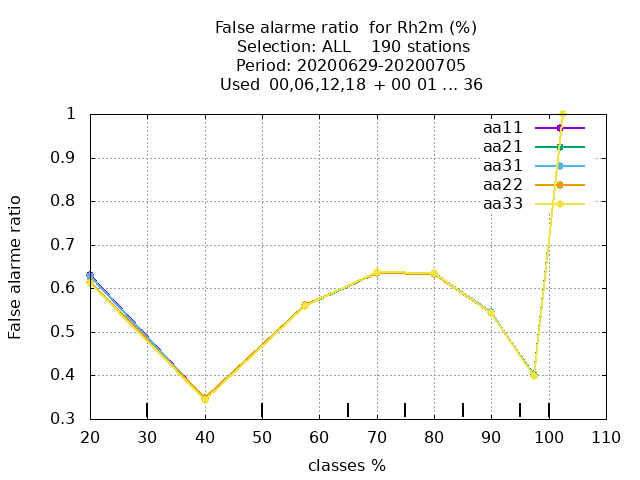 False alarme ratio  for Rh2m (%)
Selection: ALL    190 stations
Period: 20200629-20200705
Used  00,06,12,18  + 00 01 ... 36
1
0.9
0.8
0.7
0.6
0.5
0.4
0.3
False alarme ratio
aa11
aa21
aa31
aa22
aa33
20 30 40 50 60 70 80 90 100 110
classes %